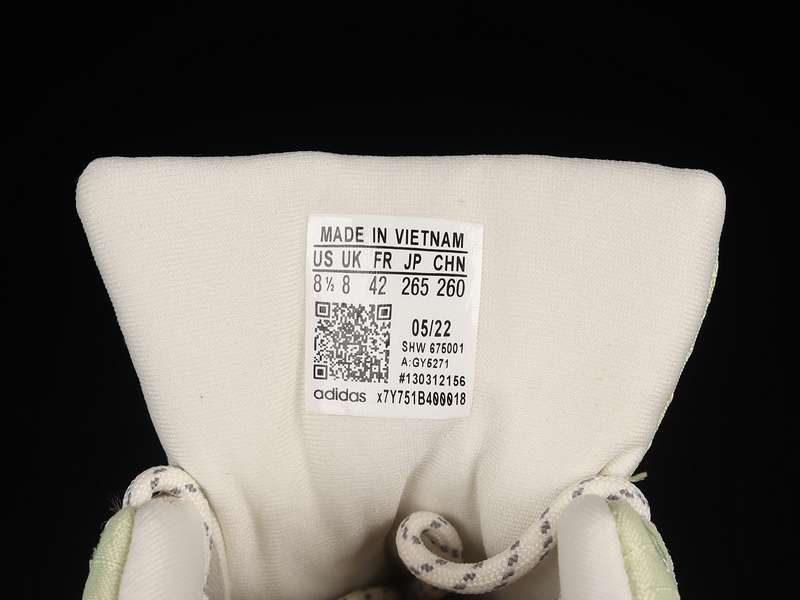 MADE IN VIETNAM
US UK FR JP CHN
8½ 8 42 265 260
05/22
SHW 675001
A:GY5271
#130312156
adidas x7Y751B400018